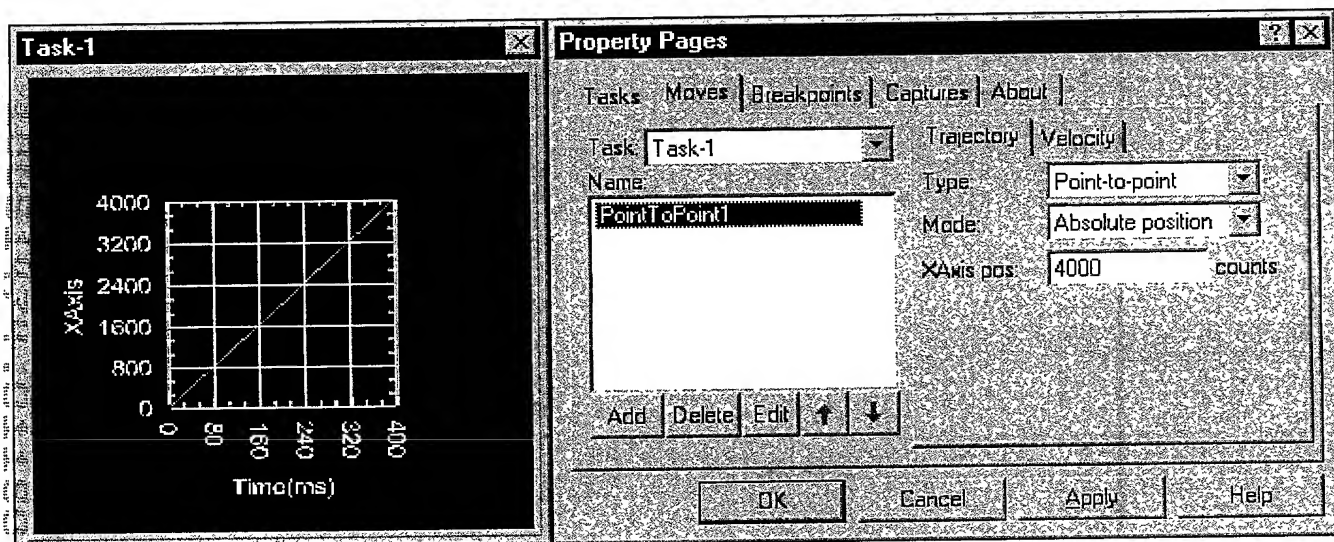 Task-1
4000
3200
2400
1600
800
0
XAxis
0
80
160
240
320
400
Time(ms)
Property Pages
Tasks
Moves
Breakpoints
Captures
About
Task: Task-1
Name:
PointToPoint1
Add
Delete
Edit
Trajectory
Velocity
Type: Point-to-point
Mode: Absolute position
XAxis pos: 4000 counts
OK
Cancel
Apply
Help